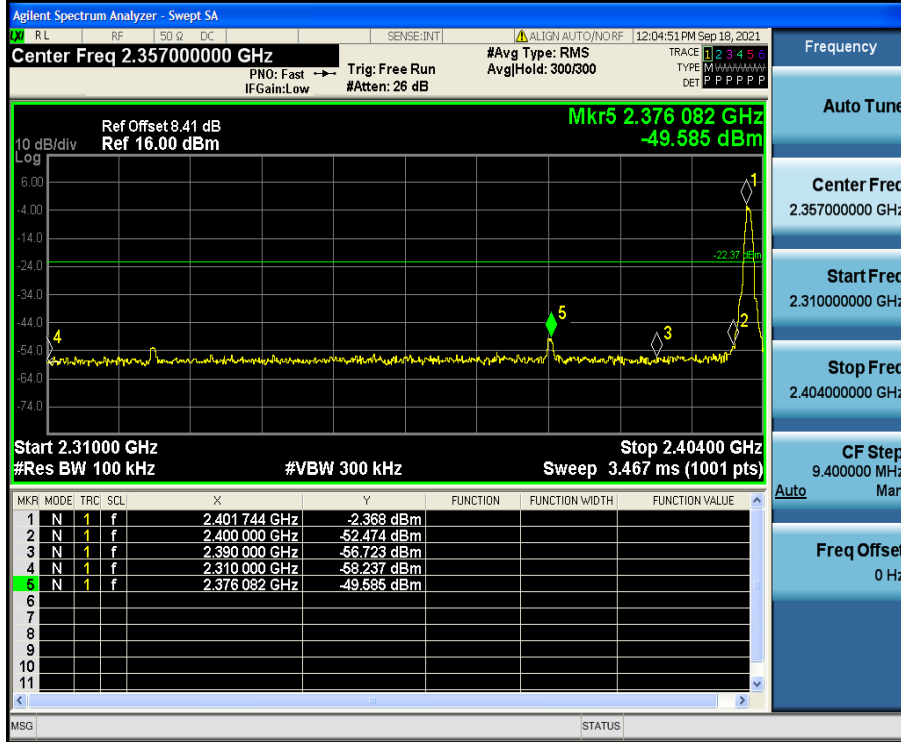 Agilent Spectrum Analyzer - Swept SA
LXI RL RF 50 Ω DC SENSE:INT ALIGN AUTO/NO RF 12:04:51 PM Sep 18, 2021
Center Freq 2.357000000 GHz
PNO: Fast
IFGain:Low
Trig: Free Run
#Atten: 26 dB
#Avg Type: RMS
Avg|Hold: 300/300
TRACE 1 2 3 4 5 6
TYPE M
DET P P P P P P
Mkr5 2.376 082 GHz
-49.585 dBm
Ref Offset 8.41 dB
10 dB/div Ref 16.00 dBm
Log
6.00
-4.00
-14.0
-24.0
-34.0
-44.0
-54.0
-64.0
-74.0
-22.37 dBm
1
2
3
4
5
Start 2.31000 GHz Stop 2.40400 GHz
#Res BW 100 kHz #VBW 300 kHz Sweep 3.467 ms (1001 pts)
MKR MODE TRC SCL X Y FUNCTION FUNCTION WIDTH FUNCTION VALUE
1 N 1 f 2.401 744 GHz -2.368 dBm
2 N 1 f 2.400 000 GHz -52.474 dBm
3 N 1 f 2.390 000 GHz -56.723 dBm
4 N 1 f 2.310 000 GHz -58.237 dBm
5 N 1 f 2.376 082 GHz -49.585 dBm
6
7
8
9
10
11
MSG STATUS
Frequency
Auto Tune
Center Freq
2.357000000 GHz
Start Freq
2.310000000 GHz
Stop Freq
2.404000000 GHz
CF Step
9.400000 MHz
Auto Man
Freq Offset
0 Hz